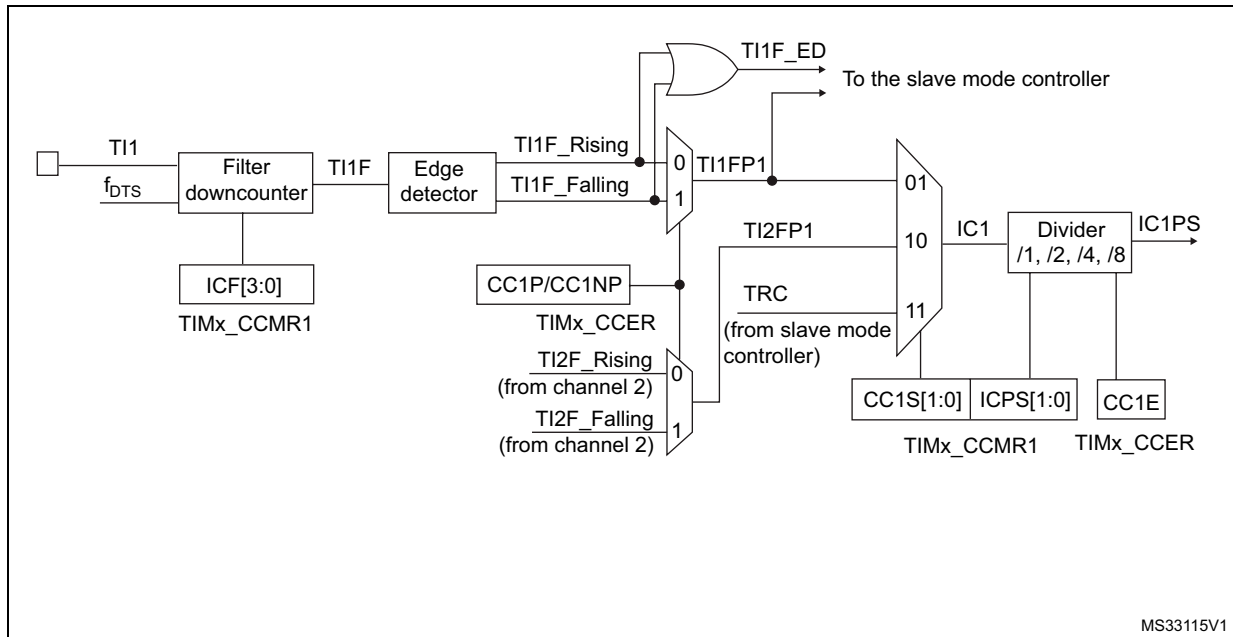 TI1F_ED
To the slave mode controller
TI1
fDTS
Filter
downcounter
TI1F
Edge
detector
TI1F_Rising
TI1F_Falling
0
1
TI1FP1
01
TI2FP1
10
IC1
Divider
/1, /2, /4, /8
IC1PS
ICF[3:0]
TIMx_CCMR1
CC1P/CC1NP
TIMx_CCER
TRC
11
(from slave mode
controller)
TI2F_Rising
(from channel 2)
0
TI2F_Falling
(from channel 2)
1
CC1S[1:0]
ICPS[1:0]
CC1E
TIMx_CCMR1
TIMx_CCER
MS33115V1